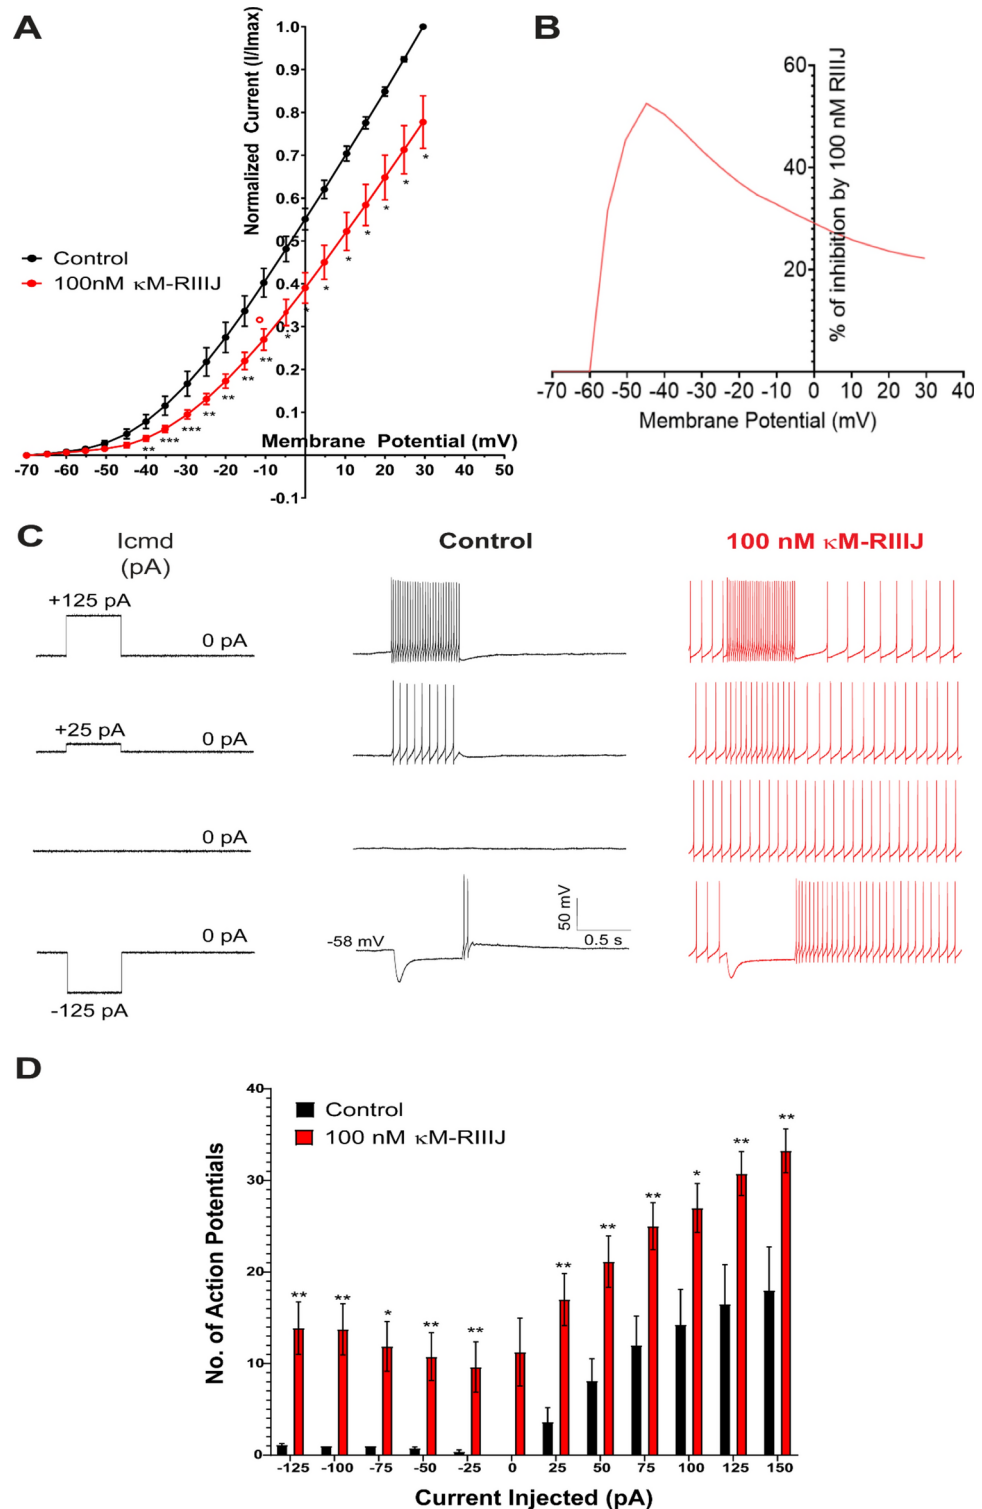 A
Normalized Current (I/Imax)
1.0
0.9
0.8
0.7
0.6
0.5
0.4
0.3
0.2
0.1
-0.1
Control
100nM κM-RIIIJ
* * * * * * * *
** ** ** ** *** *** **
Membrane Potential (mV)
-70 -60 -50 -40 -30 -20 -10 10 20 30 40 50
B
% of inhibition by 100 nM RIIIJ
60
40
20
-70 -60 -50 -40 -30 -20 -10 0 10 20 30 40
Membrane Potential (mV)
C
Icmd
(pA)
Control
100 nM κM-RIIIJ
+125 pA
0 pA
+25 pA
0 pA
0 pA
0 pA
-125 pA
-58 mV
50 mV
0.5 s
D
No. of Action Potentials
40
30
20
10
0
Control
100 nM κM-RIIIJ
** ** * ** ** ** ** ** * ** **
-125 -100 -75 -50 -25 0 25 50 75 100 125 150
Current Injected (pA)